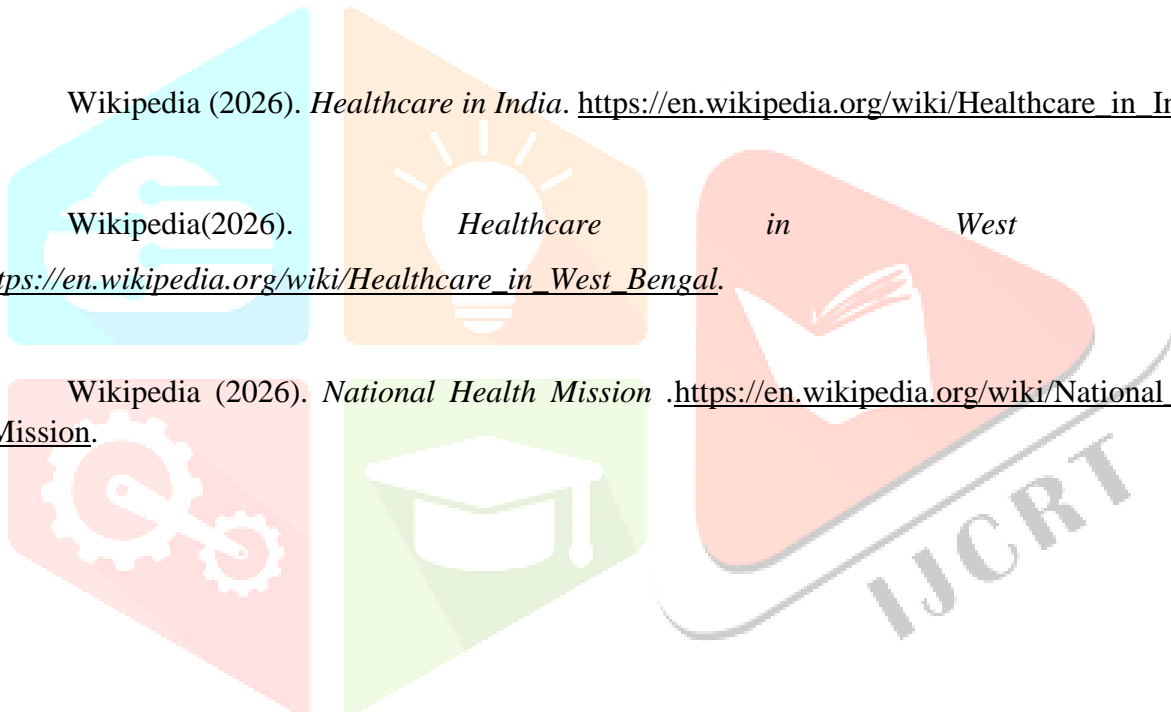 Wikipedia (2026). Healthcare in India. https://en.wikipedia.org/wiki/Healthcare_in_In
Wikipedia(2026). Healthcare in West
tps://en.wikipedia.org/wiki/Healthcare_in_West_Bengal.
Wikipedia (2026). National Health Mission .https://en.wikipedia.org/wiki/National_
Mission.
IJCRT